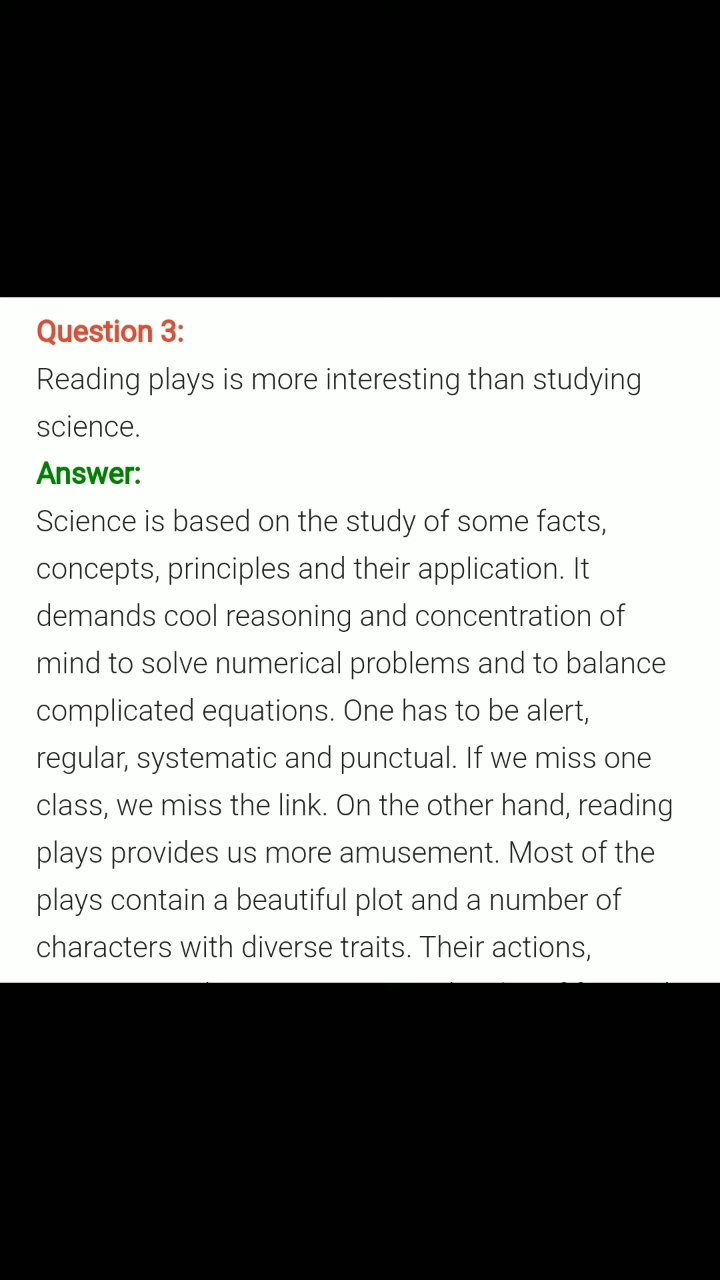 Question 3:
Reading plays is more interesting than studying
science.
Answer:
Science is based on the study of some facts,
concepts, principles and their application. It
demands cool reasoning and concentration of
mind to solve numerical problems and to balance
complicated equations. One has to be alert,
regular, systematic and punctual. If we miss one
class, we miss the link. On the other hand, reading
plays provides us more amusement. Most of the
plays contain a beautiful plot and a number of
characters with diverse traits. Their actions,